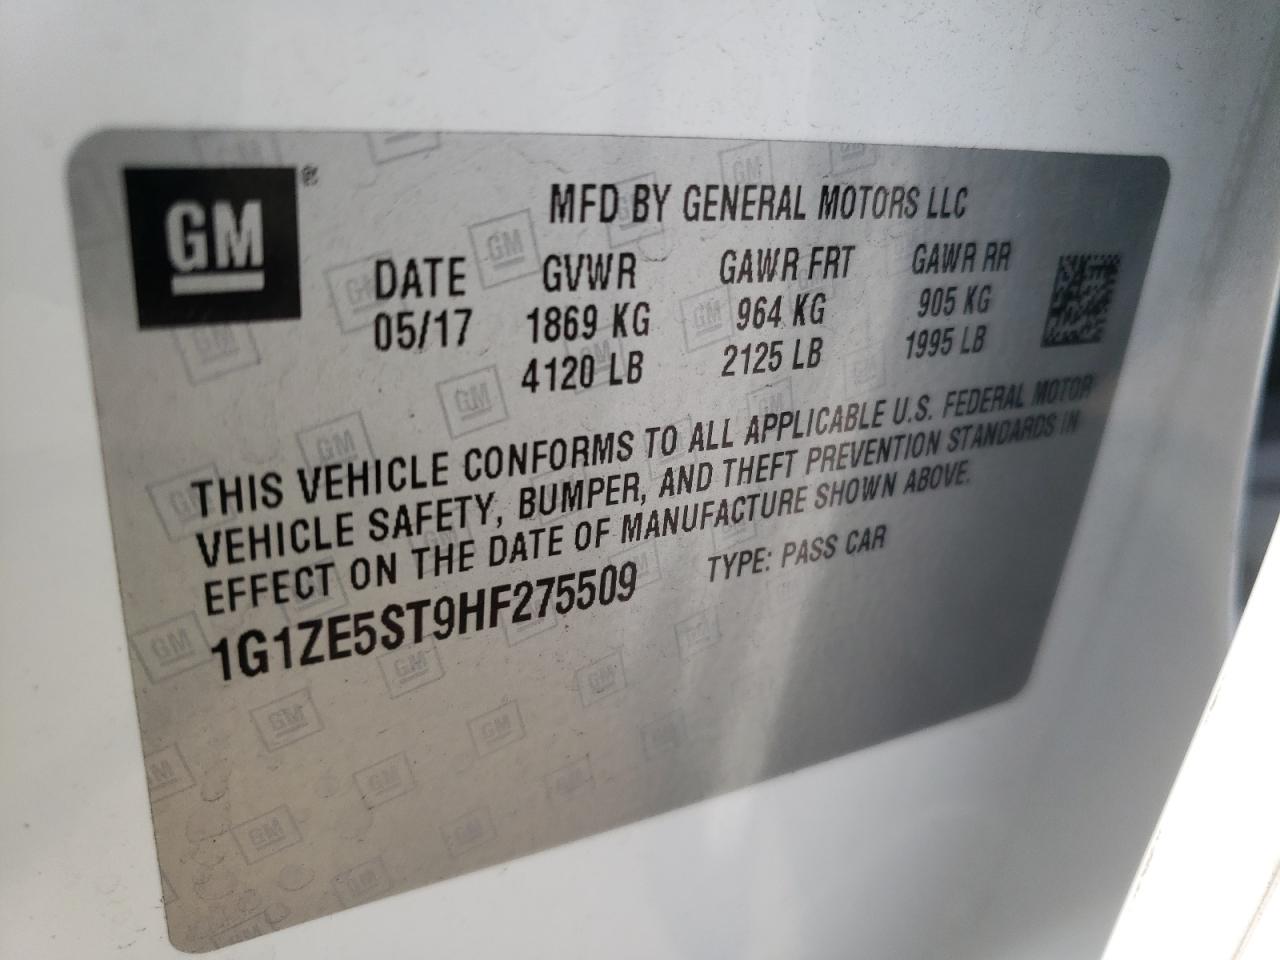 GM ®
MFD BY GENERAL MOTORS LLC
DATE GVWR GAWR FRT GAWR RR
05/17 1869 KG 964 KG 905 KG
4120 LB 2125 LB 1995 LB
THIS VEHICLE CONFORMS TO ALL APPLICABLE U.S. FEDERAL MOTOR
VEHICLE SAFETY, BUMPER, AND THEFT PREVENTION STANDARDS IN
EFFECT ON THE DATE OF MANUFACTURE SHOWN ABOVE.
1G1ZE5ST9HF275509 TYPE: PASS CAR